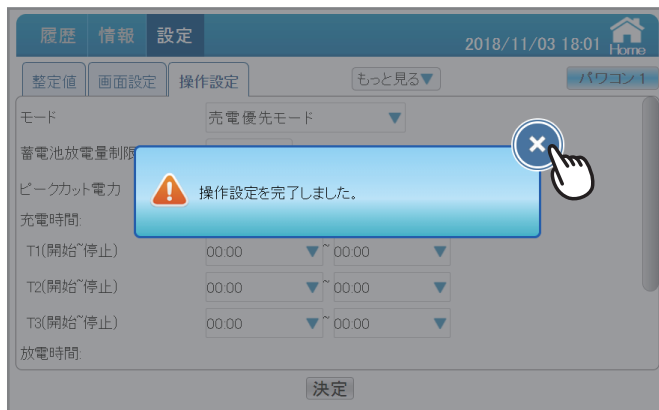 履歴 情報 設定 2018/11/03 18:01 Home
整定値 画面設定 操作設定 もっと見る▼ パワコン1
モード 売電優先モード ▼
蓄電池放電量制限
ピークカット電力
操作設定を完了しました。
充電時間:
T1(開始~停止) 00:00 ▼ ~ 00:00 ▼
T2(開始~停止) 00:00 ▼ ~ 00:00 ▼
T3(開始~停止) 00:00 ▼ ~ 00:00 ▼
放電時間:
決定